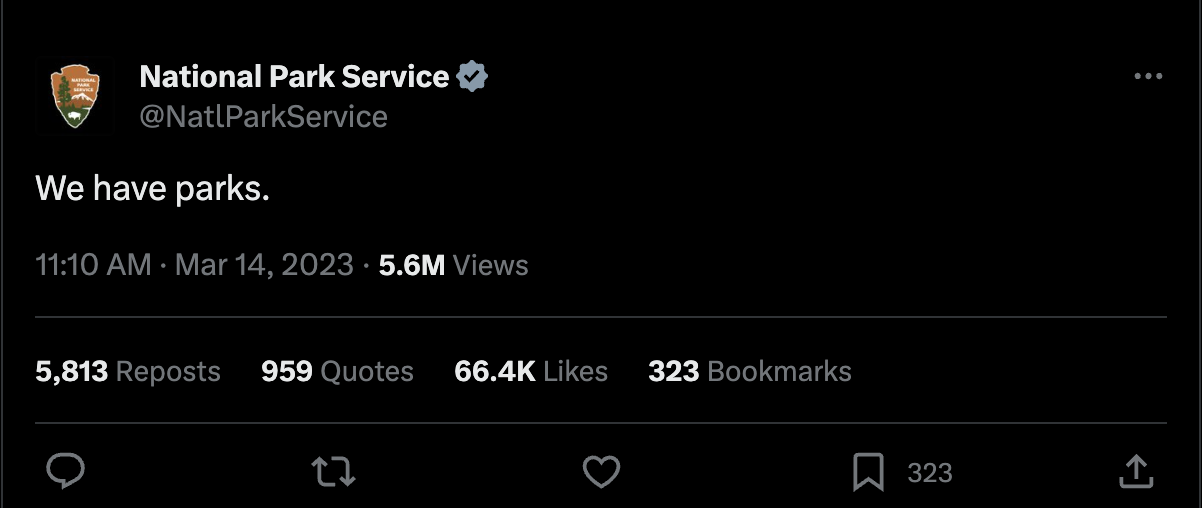 NATIONAL
PARK
SERVICE
National Park Service
@NatlParkService
We have parks.
11:10 AM · Mar 14, 2023 · 5.6M Views
5,813 Reposts 959 Quotes 66.4K Likes 323 Bookmarks
323